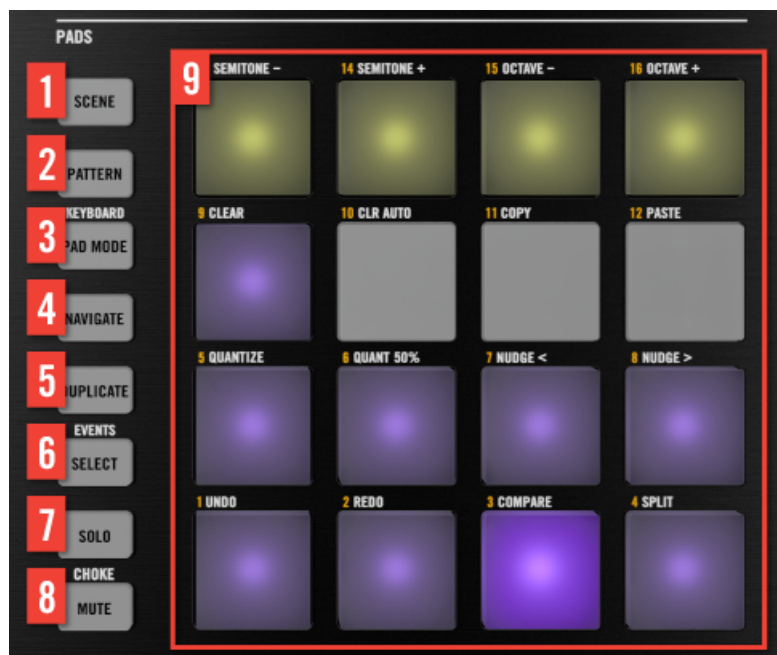 PADS
1 SCENE
2 PATTERN
KEYBOARD
3 PAD MODE
4 NAVIGATE
5 DUPLICATE
EVENTS
6 SELECT
7 SOLO
CHOKE
8 MUTE
9
SEMITONE −
14 SEMITONE +
15 OCTAVE −
16 OCTAVE +
9 CLEAR
10 CLR AUTO
11 COPY
12 PASTE
5 QUANTIZE
6 QUANT 50%
7 NUDGE <
8 NUDGE >
1 UNDO
2 REDO
3 COMPARE
4 SPLIT